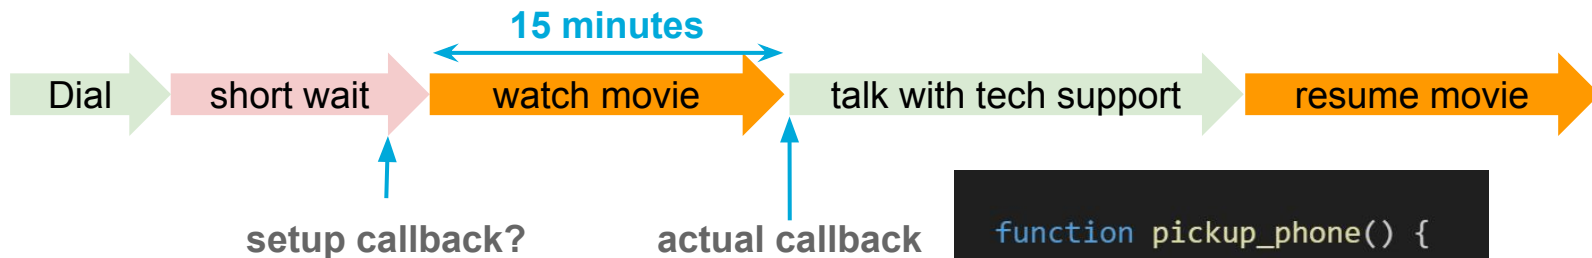 15 minutes
Dial short wait watch movie talk with tech support resume movie
setup callback? actual callback
function pickup_phone() {